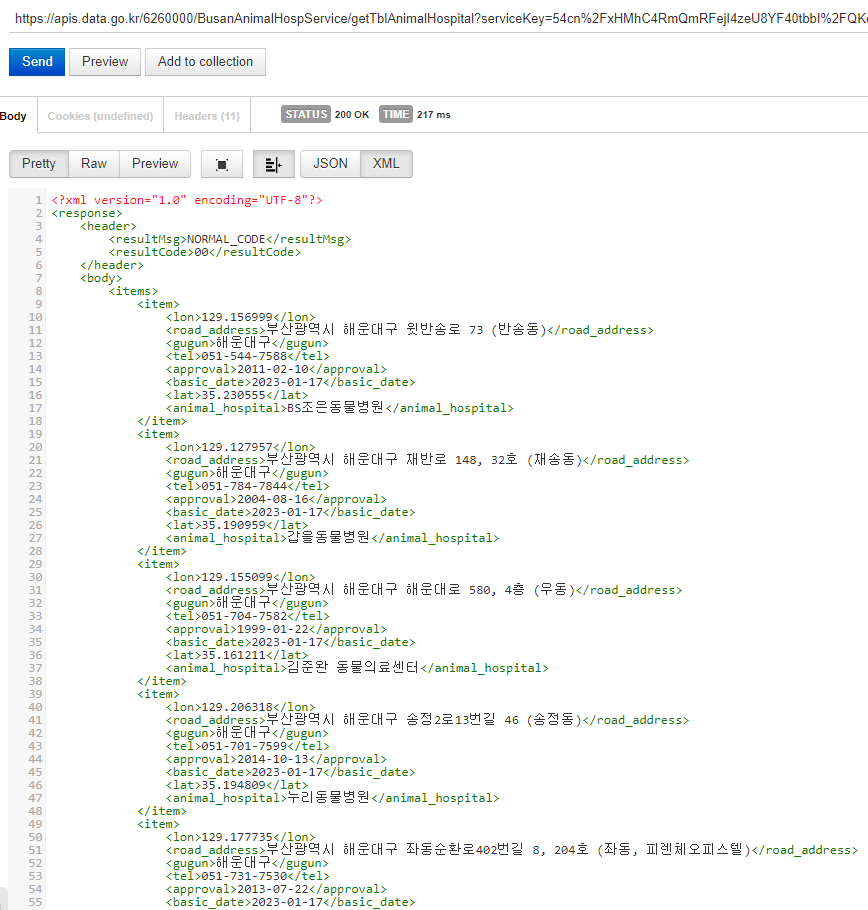 https://apis.data.go.kr/6260000/BusanAnimalHospService/getTblAnimalHospital?serviceKey=54cn%2FxHMhC4RmQmRFejI4zeU8YF40tbbI%2FQK
Send Preview Add to collection
Body Cookies (undefined) Headers (11) STATUS 200 OK TIME 217 ms
Pretty Raw Preview JSON XML
1 <?xml version="1.0" encoding="UTF-8"?>
2 <response>
3 <header>
4 <resultMsg>NORMAL_CODE</resultMsg>
5 <resultCode>00</resultCode>
6 </header>
7 <body>
8 <items>
9 <item>
10 <lon>129.156999</lon>
11 <road_address>부산광역시 해운대구 윗반송로 73 (반송동)</road_address>
12 <gugun>해운대구</gugun>
13 <tel>051-544-7588</tel>
14 <approval>2011-02-10</approval>
15 <basic_date>2023-01-17</basic_date>
16 <lat>35.230555</lat>
17 <animal_hospital>BS조은동물병원</animal_hospital>
18 </item>
19 <item>
20 <lon>129.127957</lon>
21 <road_address>부산광역시 해운대구 재반로 148, 32호 (재송동)</road_address>
22 <gugun>해운대구</gugun>
23 <tel>051-784-7844</tel>
24 <approval>2004-08-16</approval>
25 <basic_date>2023-01-17</basic_date>
26 <lat>35.190959</lat>
27 <animal_hospital>갑을동물병원</animal_hospital>
28 </item>
29 <item>
30 <lon>129.155099</lon>
31 <road_address>부산광역시 해운대구 해운대로 580, 4층 (우동)</road_address>
32 <gugun>해운대구</gugun>
33 <tel>051-704-7582</tel>
34 <approval>1999-01-22</approval>
35 <basic_date>2023-01-17</basic_date>
36 <lat>35.161211</lat>
37 <animal_hospital>김준완 동물의료센터</animal_hospital>
38 </item>
39 <item>
40 <lon>129.206318</lon>
41 <road_address>부산광역시 해운대구 송정2로13번길 46 (송정동)</road_address>
42 <gugun>해운대구</gugun>
43 <tel>051-701-7599</tel>
44 <approval>2014-10-13</approval>
45 <basic_date>2023-01-17</basic_date>
46 <lat>35.194809</lat>
47 <animal_hospital>누리동물병원</animal_hospital>
48 </item>
49 <item>
50 <lon>129.177735</lon>
51 <road_address>부산광역시 해운대구 좌동순환로402번길 8, 204호 (좌동, 피렌체오피스텔)</road_address>
52 <gugun>해운대구</gugun>
53 <tel>051-731-7530</tel>
54 <approval>2013-07-22</approval>
55 <basic_date>2023-01-17</basic_date>